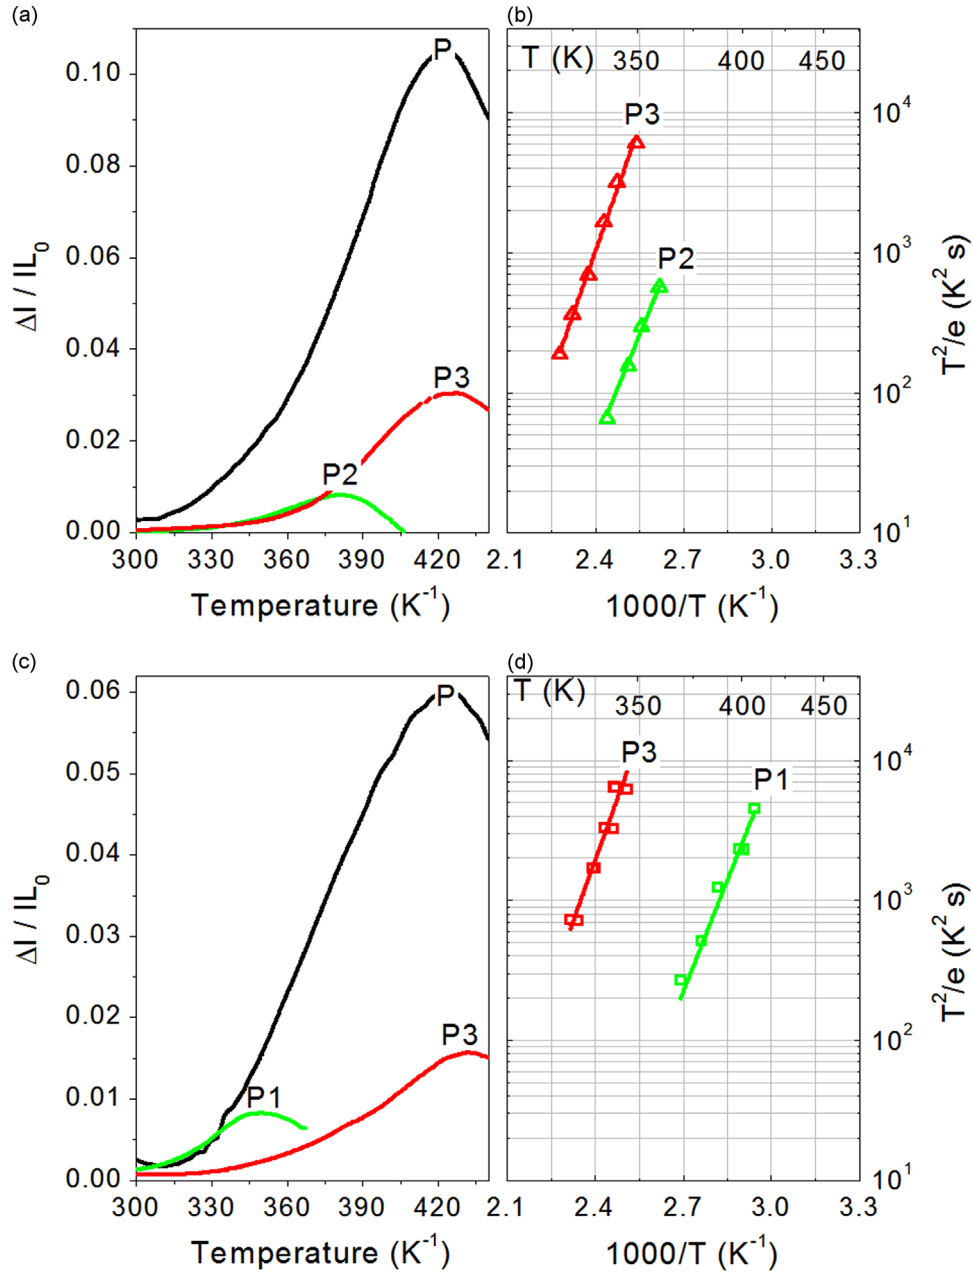 (a)
(b)
0.10
0.10
0.06
0.04
0.02
0.00
ΔI / IL₀
P
P3
P2
300
330
360
390
420
Temperature (K⁻¹)
T (K)
350
400
450
P3
P2
10⁴
10³
10²
10¹
T²/e (K² s)
2.1
2.4
2.7
3.0
3.3
1000/T (K⁻¹)
(c)
(d)
0.06
0.05
0.04
0.03
0.02
0.01
0.00
ΔI / IL₀
P
P3
P1
300
330
360
390
420
Temperature (K⁻¹)
T (K)
350
400
450
P3
P1
10⁴
10³
10²
10¹
T²/e (K² s)
2.1
2.4
2.7
3.0
3.3
1000/T (K⁻¹)